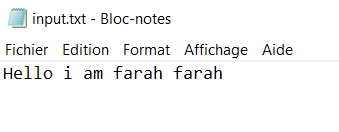 input.txt - Bloc-notes
Fichier Edition Format Affichage Aide
Hello i am farah farah